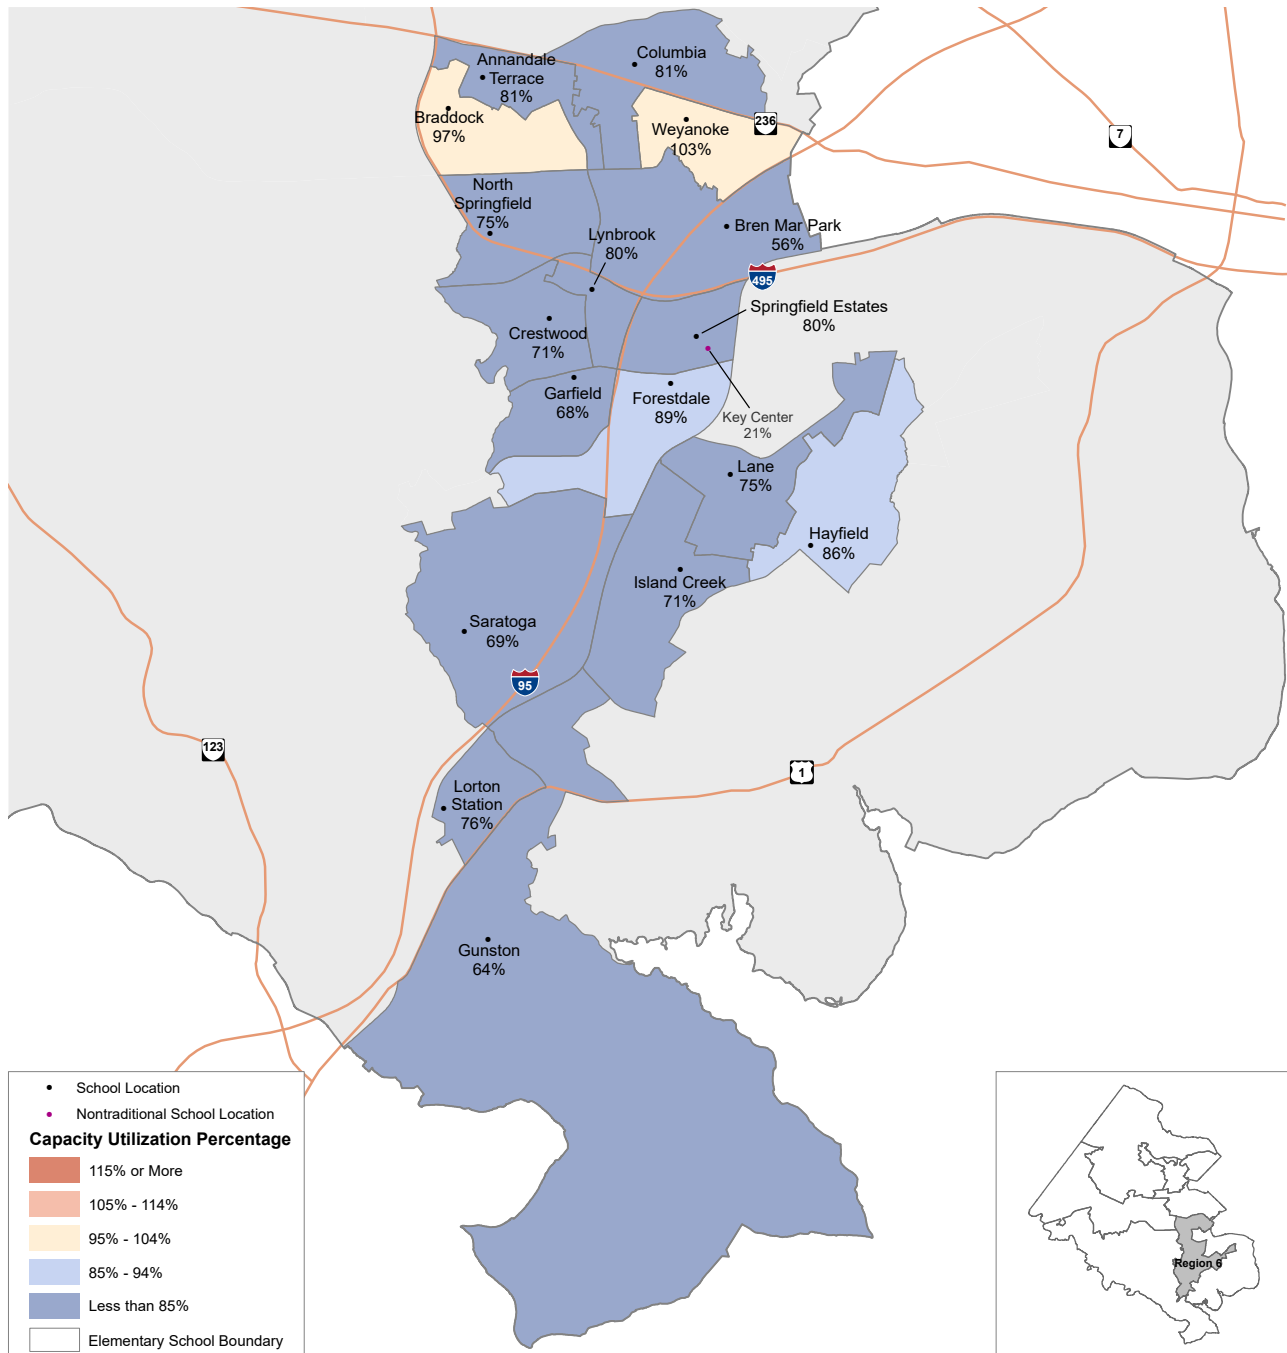 Columbia
81%
Annandale
Terrace
81%
Braddock
97%
Weyanoke
103%
236
7
North
Springfield
75%
Bren Mar Park
56%
Lynbrook
80%
495
Springfield Estates
80%
Crestwood
71%
Garfield
68%
Forestdale
89%
Key Center
21%
Lane
75%
Hayfield
86%
Island Creek
71%
Saratoga
69%
95
123
1
Lorton
Station
76%
Gunston
64%
School Location
Nontraditional School Location
Capacity Utilization Percentage
115% or More
105% - 114%
95% - 104%
85% - 94%
Less than 85%
Elementary School Boundary
Region 6